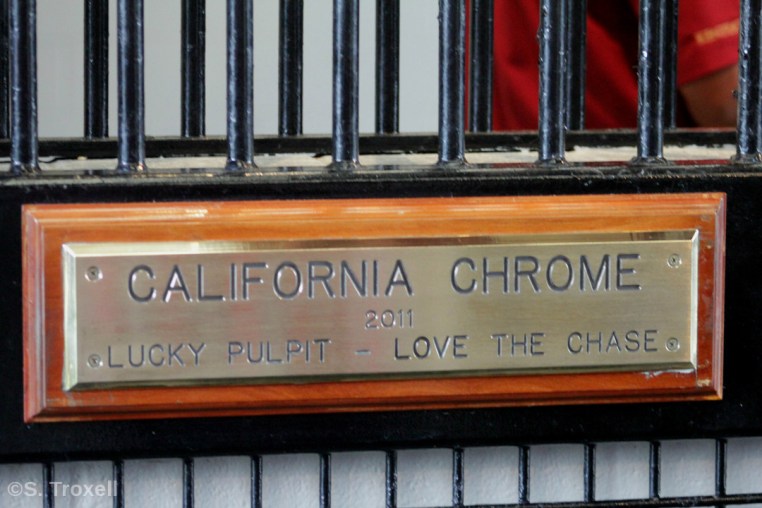 CALIFORNIA CHROME
2011
LUCKY PULPIT - LOVE THE CHASE
©S. Troxell